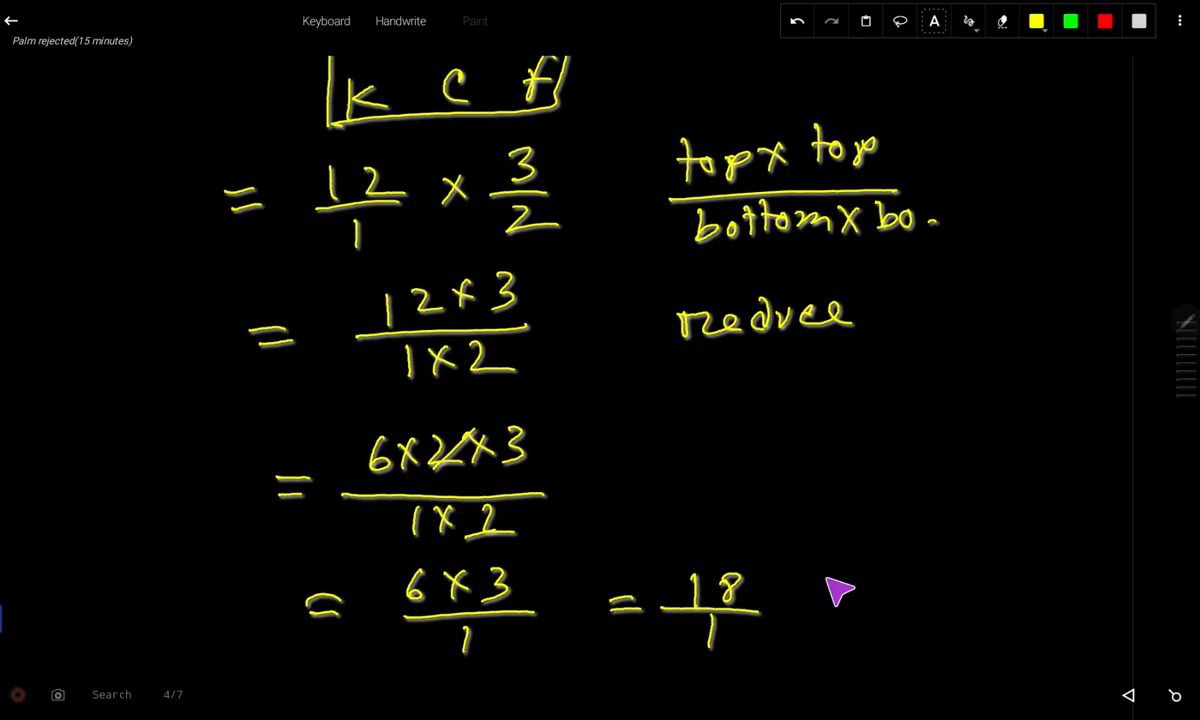 Keyboard Handwrite Paint
A
Palm rejected(15 minutes)
K C f
= 12/1 × 3/2
top × top
bottom × bo.
= 12 × 3
1 × 2
reduce
= 6 × 2 × 3
1 × 2
= 6 × 3 / 1 = 18 / 1
Search 4/7